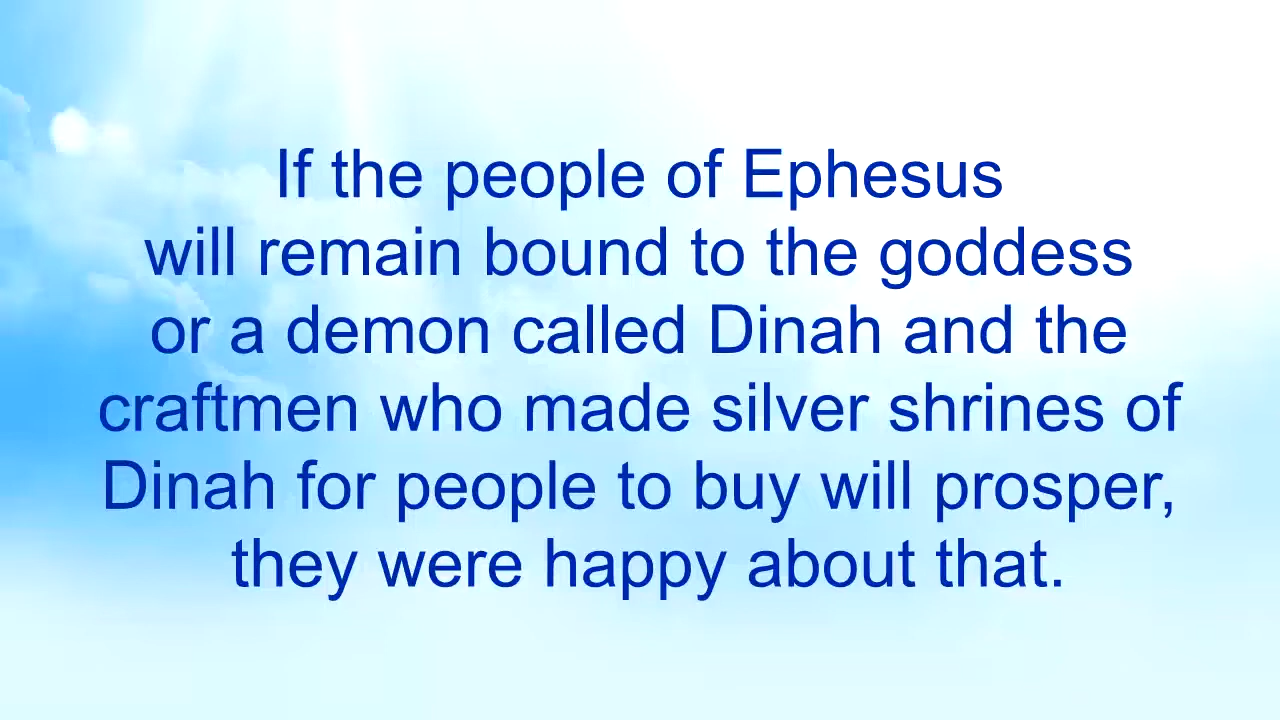 If the people of Ephesus
will remain bound to the goddess
or a demon called Dinah and the
craftmen who made silver shrines of
Dinah for people to buy will prosper,
they were happy about that.